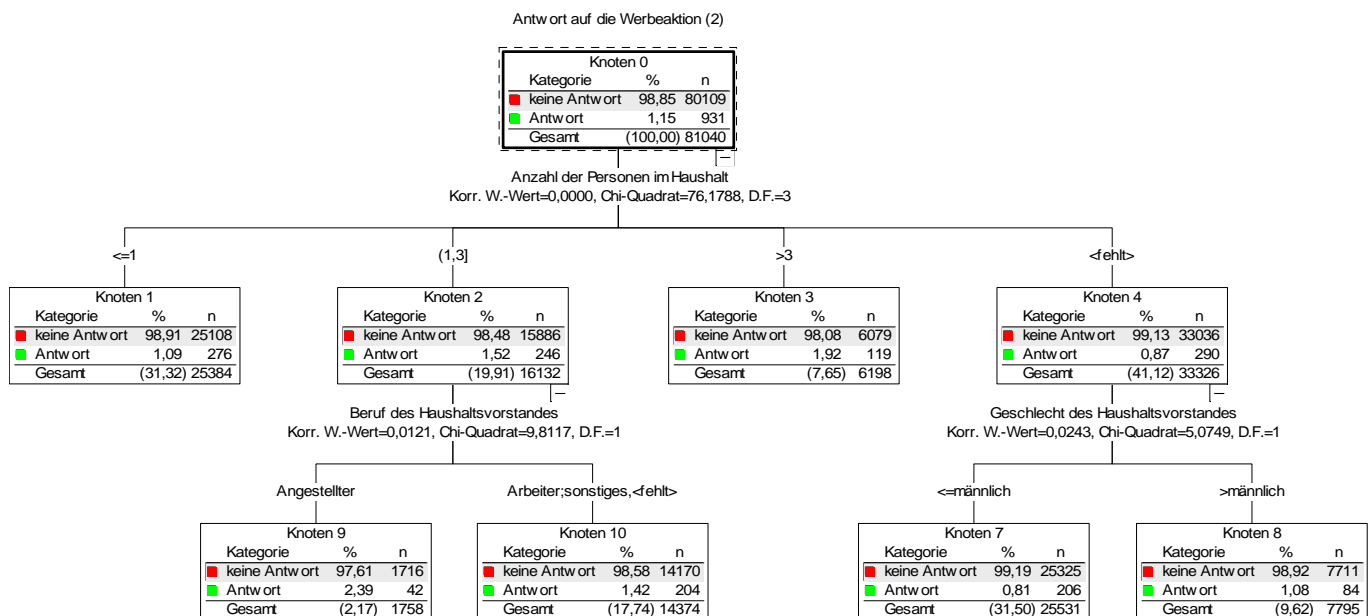 Antwort auf die Werbeaktion (2)
Knoten 0
Kategorie % n
keine Antwort 98,85 80109
Antwort 1,15 931
Gesamt (100,00) 81040
Anzahl der Personen im Haushalt
Korr. W.-Wert=0,0000, Chi-Quadrat=76,1788, D.F.=3
<=1
(1,3]
>3
<fehlt>
Knoten 1
Kategorie % n
keine Antwort 98,91 25108
Antwort 1,09 276
Gesamt (31,32) 25384
Knoten 2
Kategorie % n
keine Antwort 98,48 15886
Antwort 1,52 246
Gesamt (19,91) 16132
Knoten 3
Kategorie % n
keine Antwort 98,08 6079
Antwort 1,92 119
Gesamt (7,65) 6198
Knoten 4
Kategorie % n
keine Antwort 99,13 33036
Antwort 0,87 290
Gesamt (41,12) 33326
Beruf des Haushaltsvorstandes
Korr. W.-Wert=0,0121, Chi-Quadrat=9,8117, D.F.=1
Geschlecht des Haushaltsvorstandes
Korr. W.-Wert=0,0243, Chi-Quadrat=5,0749, D.F.=1
Angestellter
Arbeiter;sonstiges,<fehlt>
<=männlich
>männlich
Knoten 9
Kategorie % n
keine Antwort 97,61 1716
Antwort 2,39 42
Gesamt (2,17) 1758
Knoten 10
Kategorie % n
keine Antwort 98,58 14170
Antwort 1,42 204
Gesamt (17,74) 14374
Knoten 7
Kategorie % n
keine Antwort 99,19 25325
Antwort 0,81 206
Gesamt (31,50) 25531
Knoten 8
Kategorie % n
keine Antwort 98,92 7711
Antwort 1,08 84
Gesamt (9,62) 7795